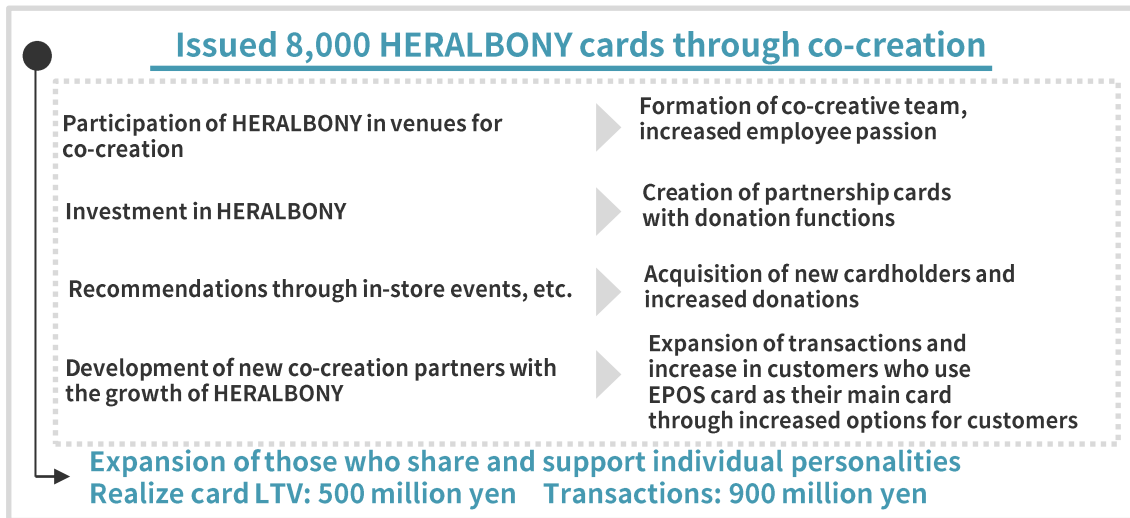 Issued 8,000 HERALBONY cards through co-creation
Participation of HERALBONY in venues for
co-creation
Formation of co-creative team,
increased employee passion
Investment in HERALBONY
Creation of partnership cards
with donation functions
Recommendations through in-store events, etc.
Acquisition of new cardholders and
increased donations
Development of new co-creation partners with
the growth of HERALBONY
Expansion of transactions and
increase in customers who use
EPOS card as their main card
through increased options for customers
Expansion of those who share and support individual personalities
Realize card LTV: 500 million yen Transactions: 900 million yen